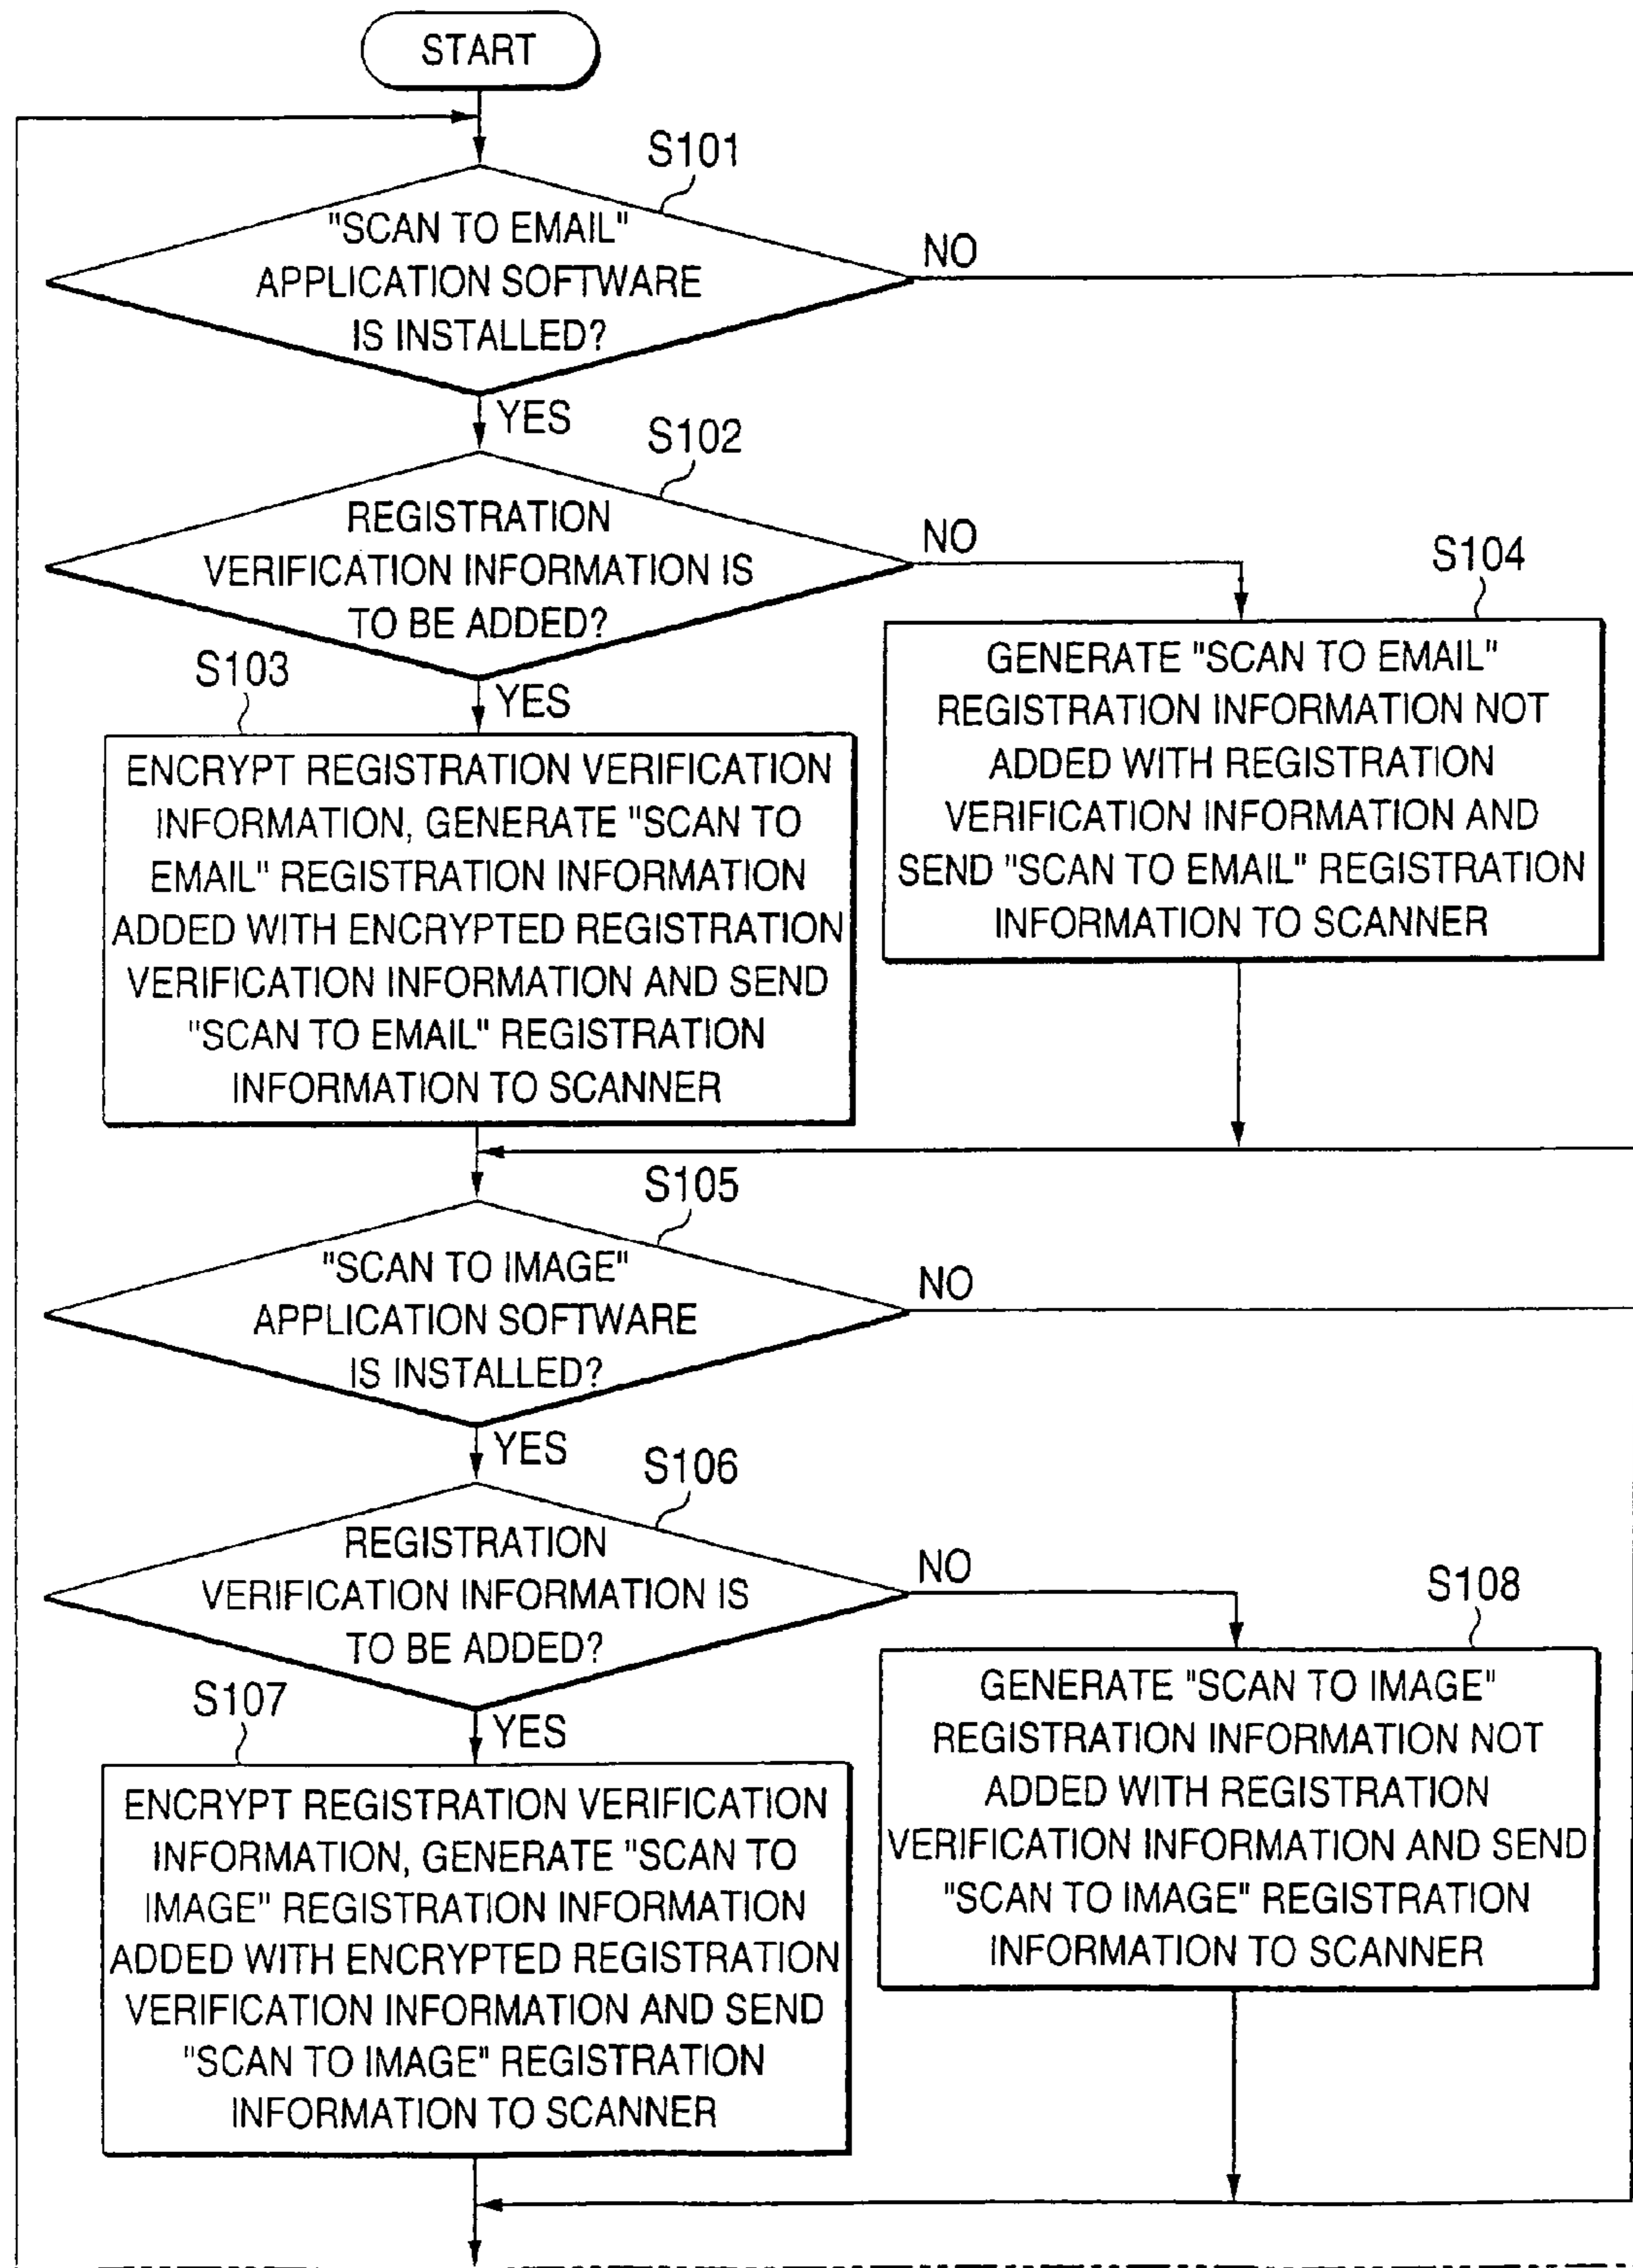 START
S101
"SCAN TO EMAIL"
APPLICATION SOFTWARE
IS INSTALLED?
NO
YES
S102
REGISTRATION
VERIFICATION INFORMATION IS
TO BE ADDED?
NO
YES
S104
GENERATE "SCAN TO EMAIL"
REGISTRATION INFORMATION NOT
ADDED WITH REGISTRATION
VERIFICATION INFORMATION AND
SEND "SCAN TO EMAIL" REGISTRATION
INFORMATION TO SCANNER
S103
ENCRYPT REGISTRATION VERIFICATION
INFORMATION, GENERATE "SCAN TO
EMAIL" REGISTRATION INFORMATION
ADDED WITH ENCRYPTED REGISTRATION
VERIFICATION INFORMATION AND SEND
"SCAN TO EMAIL" REGISTRATION
INFORMATION TO SCANNER
S105
"SCAN TO IMAGE"
APPLICATION SOFTWARE
IS INSTALLED?
NO
YES
S106
REGISTRATION
VERIFICATION INFORMATION IS
TO BE ADDED?
NO
YES
S108
GENERATE "SCAN TO IMAGE"
REGISTRATION INFORMATION NOT
ADDED WITH REGISTRATION
VERIFICATION INFORMATION AND SEND
"SCAN TO IMAGE" REGISTRATION
INFORMATION TO SCANNER
S107
ENCRYPT REGISTRATION VERIFICATION
INFORMATION, GENERATE "SCAN TO
IMAGE" REGISTRATION INFORMATION
ADDED WITH ENCRYPTED REGISTRATION
VERIFICATION INFORMATION AND SEND
"SCAN TO IMAGE" REGISTRATION
INFORMATION TO SCANNER